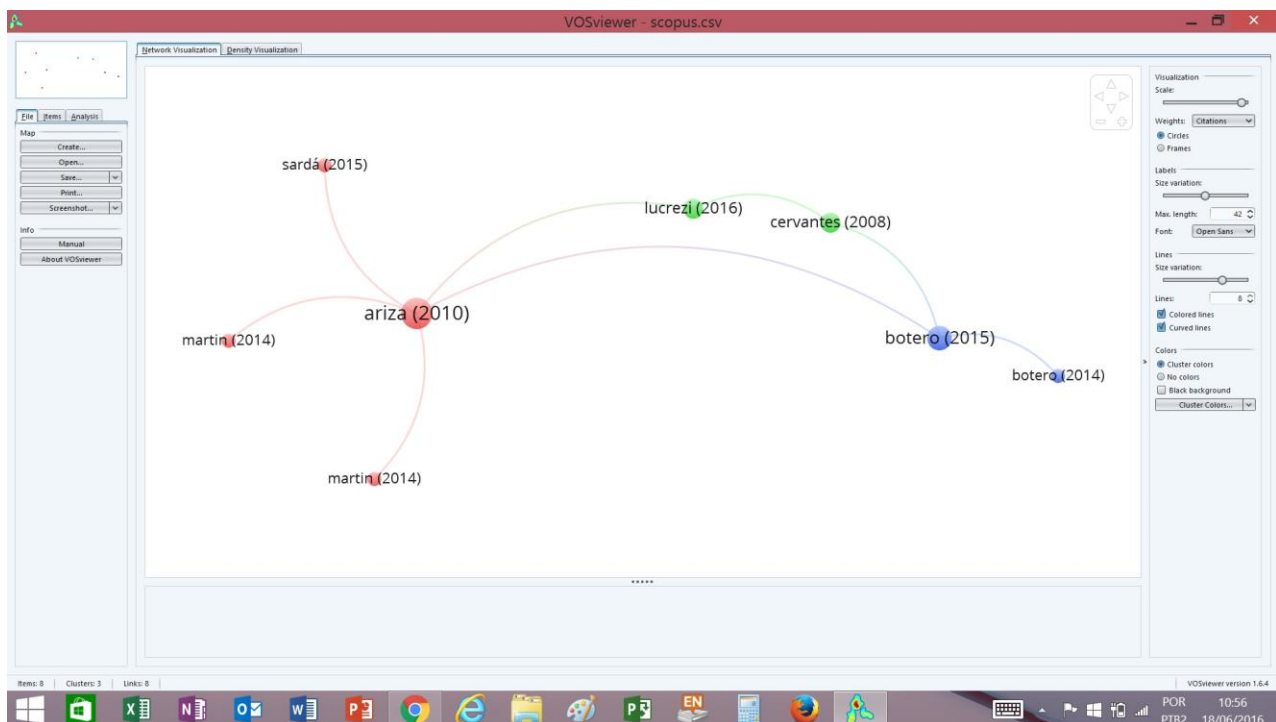 VOSviewer - scopus.csv
Network Visualization Density Visualization
File Items Analysis
Map
Create...
Open...
Save...
Print...
Screenshot...
Info
Manual
About VOSviewer
sardá (2015)
lucrezi (2016)
cervantes (2008)
ariza (2010)
martin (2014)
botero (2015)
botero (2014)
martin (2014)
Visualization
Scale:
Weights: Citations
Circles
Frames
Labels
Size variation:
Max. length: 42
Font: Open Sans
Lines
Size variation:
Lines: 8
Colored lines
Curved lines
Colors
Cluster colors
No colors
Black background
Cluster Colors...
Items: 8 Clusters: 3 Links: 8
VOSviewer version 1.6.4
EN
POR 10:56
PTB2 18/06/2016